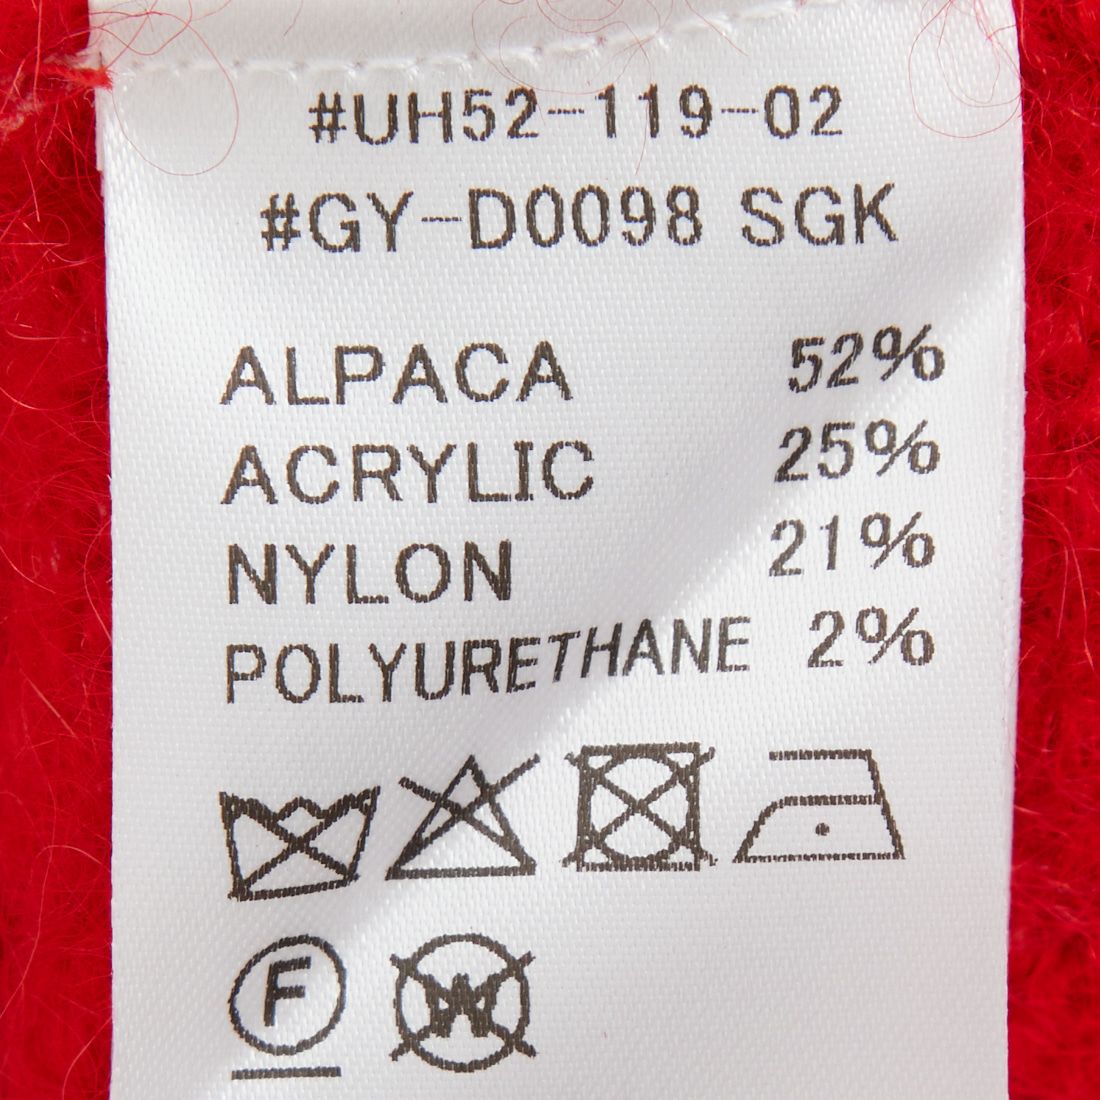 #UH52-119-02
#GY-D0098 SGK
ALPACA 52%
ACRYLIC 25%
NYLON 21%
POLYURETHANE 2%
F W